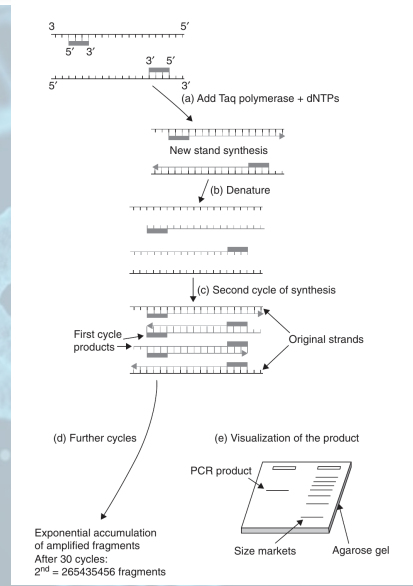 3 5′
5′ 3′
3′ 5′
5′ 3′
(a) Add Taq polymerase + dNTPs
New stand synthesis
(b) Denature
(c) Second cycle of synthesis
First cycle
products
Original strands
(d) Further cycles
(e) Visualization of the product
PCR product
Exponential accumulation
of amplified fragments
After 30 cycles:
2nd = 265435456 fragments
Size markets
Agarose gel